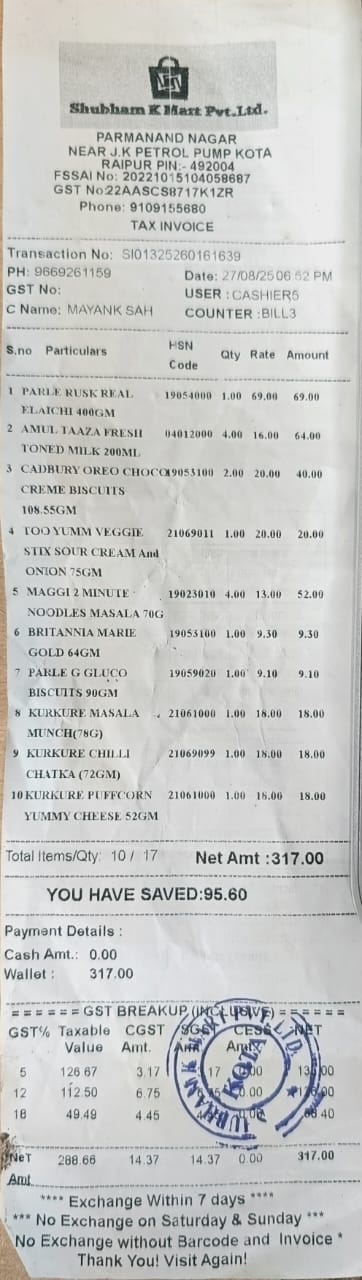 Shubham K Mart Pvt.Ltd.
PARMANAND NAGAR
NEAR J.K PETROL PUMP KOTA
RAIPUR PIN:- 492004
FSSAI No: 20221015104058687
GST No:22AASCS8717K1ZR
Phone: 9109155680
TAX INVOICE
Transaction No: SI01325260161639
PH: 9669261159 Date: 27/08/25 06:52 PM
GST No: USER : CASHIER5
C Name: MAYANK SAH COUNTER :BILL3
S.no Particulars HSN Code Qty Rate Amount
1 PARLE RUSK REAL 19054000 1.00 69.00 69.00
ELAICHI 400GM
2 AMUL TAAZA FRESH 04012000 4.00 16.00 64.00
TONED MILK 200ML
3 CADBURY OREO CHOCO 19053100 2.00 20.00 40.00
CREME BISCUITS
108.55GM
4 TOO YUMM VEGGIE 21069011 1.00 20.00 20.00
STIX SOUR CREAM And
ONION 75GM
5 MAGGI 2 MINUTE 19023010 4.00 13.00 52.00
NOODLES MASALA 70G
6 BRITANNIA MARIE 19053100 1.00 9.30 9.30
GOLD 64GM
7 PARLE G GLUCO 19059020 1.00 9.10 9.10
BISCUITS 90GM
8 KURKURE MASALA 21061000 1.00 18.00 18.00
MUNCH(78G)
9 KURKURE CHILLI 21069099 1.00 18.00 18.00
CHATKA (72GM)
10 KURKURE PUFFCORN 21061000 1.00 18.00 18.00
YUMMY CHEESE 52GM
Total Items/Qty: 10 / 17 Net Amt :317.00
YOU HAVE SAVED:95.60
Payment Details :
Cash Amt.: 0.00
Wallet : 317.00
====== GST BREAKUP (INCLUSIVE) ======
GST% Taxable Value CGST Amt. SGST Amt. CESS Amt. NET
5 126.67 3.17 .17 .00
12 112.50 6.75 0.00
18 49.49 4.45 .40
NeT Amt 288.66 14.37 14.37 0.00 317.00
**** Exchange Within 7 days ****
*** No Exchange on Saturday & Sunday ***
No Exchange without Barcode and Invoice *
Thank You! Visit Again!
KOTA